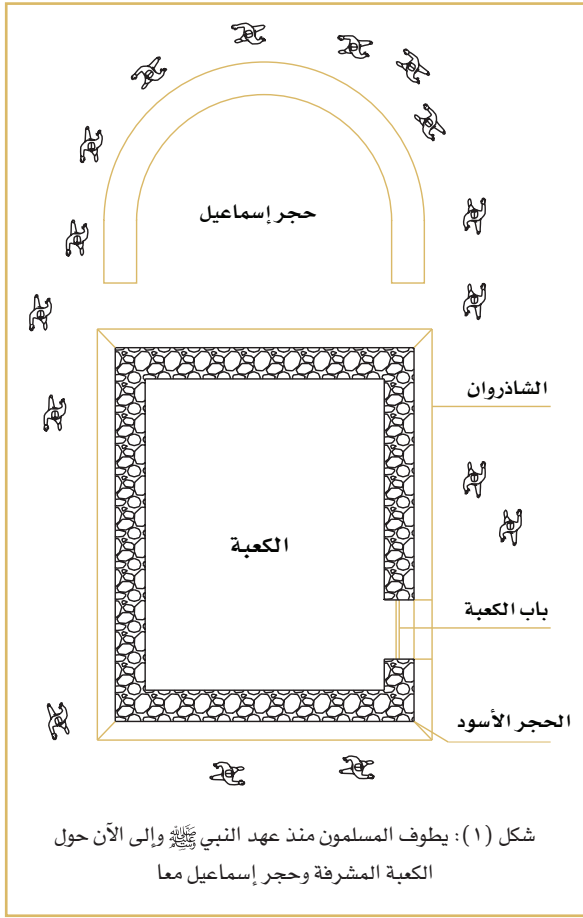 حجر إسماعيل
الشاذروان
الكعبة
باب الكعبة
الحجر الأسود
شكل (١): يطوف المسلمون منذ عهد النبي ﷺ وإلى الآن حول
الكعبة المشرفة وحجر إسماعيل معا